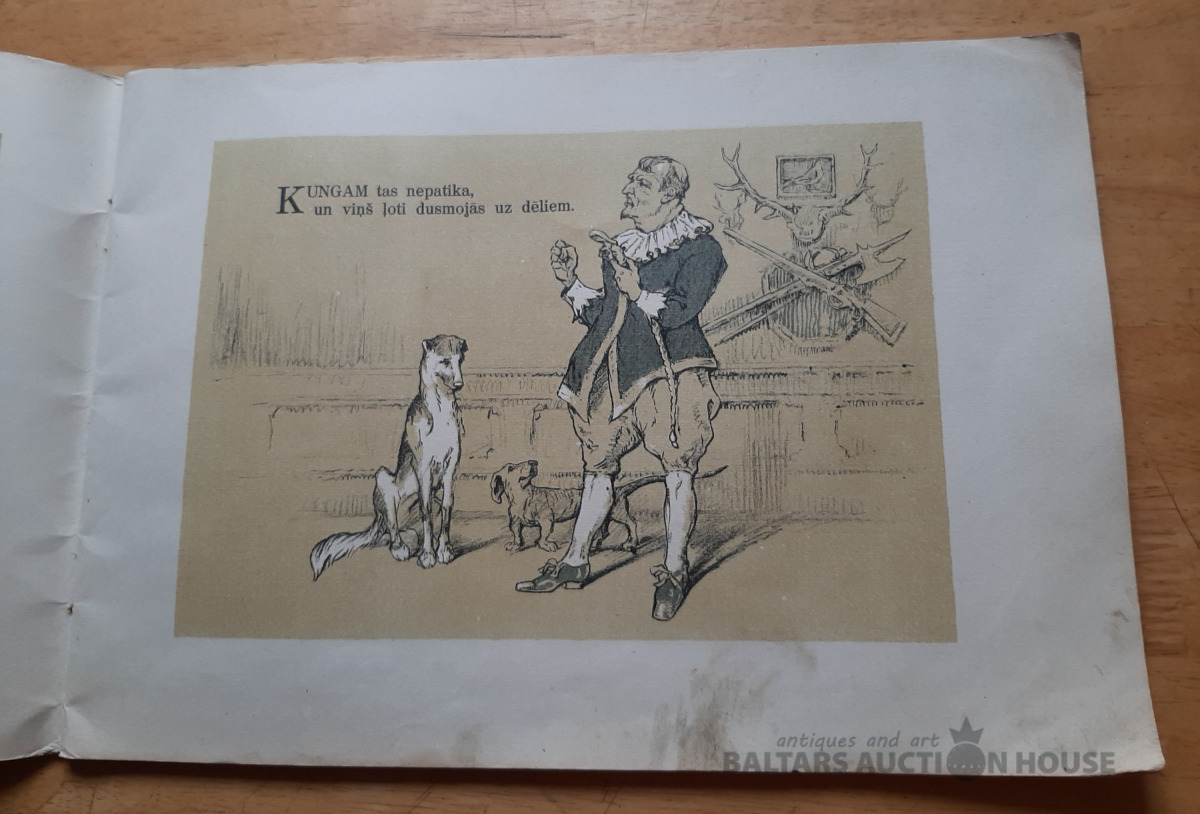 KUNGAM tas nepatika,
un viņš ļoti dusmojās uz dēliem.
antiques and art
BALTARS AUCTION HOUSE